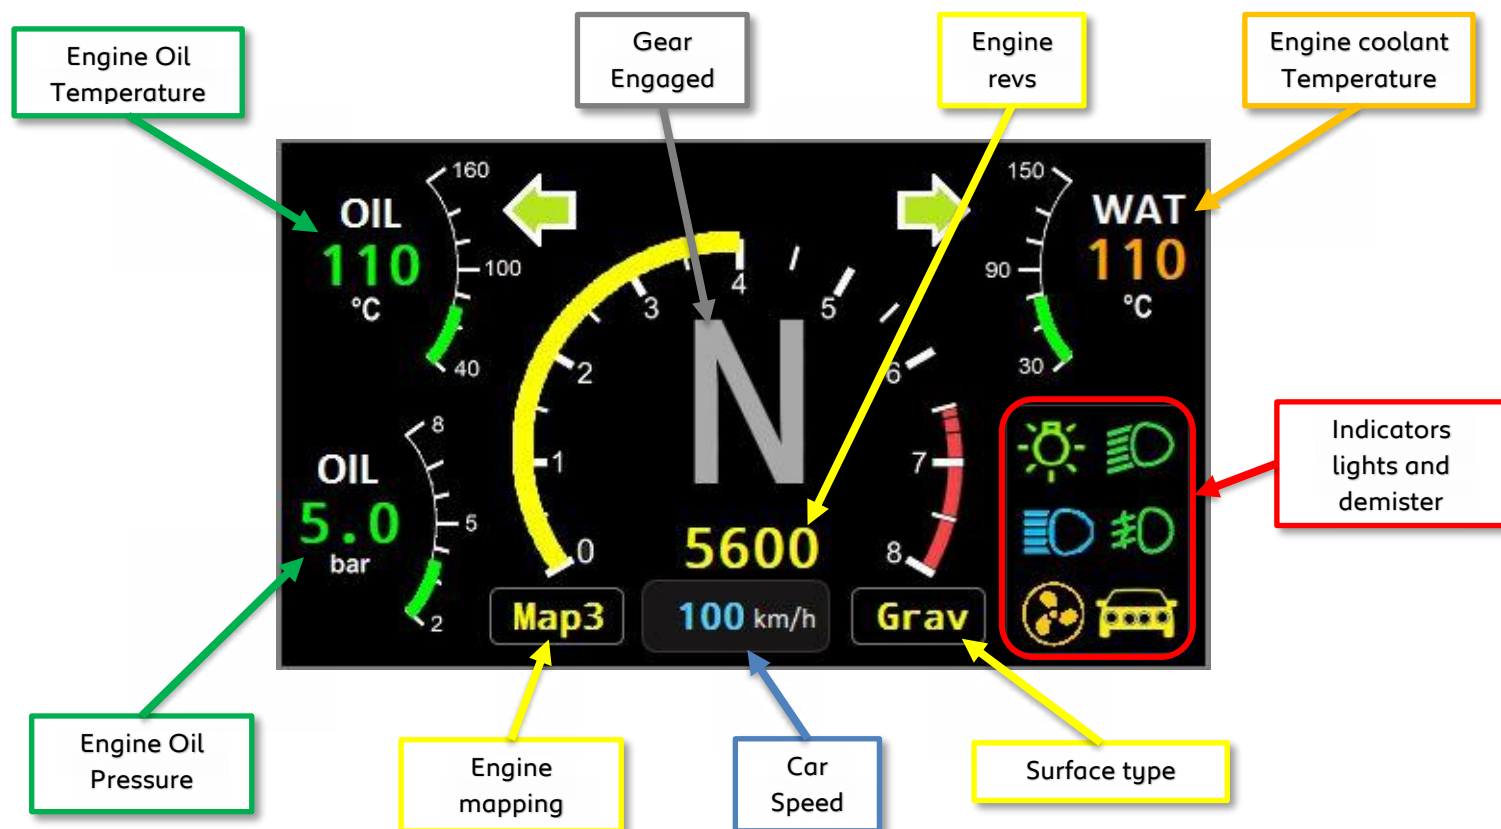 Engine Oil
Temperature
Gear
Engaged
Engine
revs
Engine coolant
Temperature
OIL
110
°C
160
100
40
150
90
30
WAT
110
°C
OIL
5.0
bar
8
5
2
0
1
2
3
4
5
6
7
8
N
5600
Map3
100 km/h
Grav
Indicators
lights and
demister
Engine Oil
Pressure
Engine
mapping
Car
Speed
Surface type